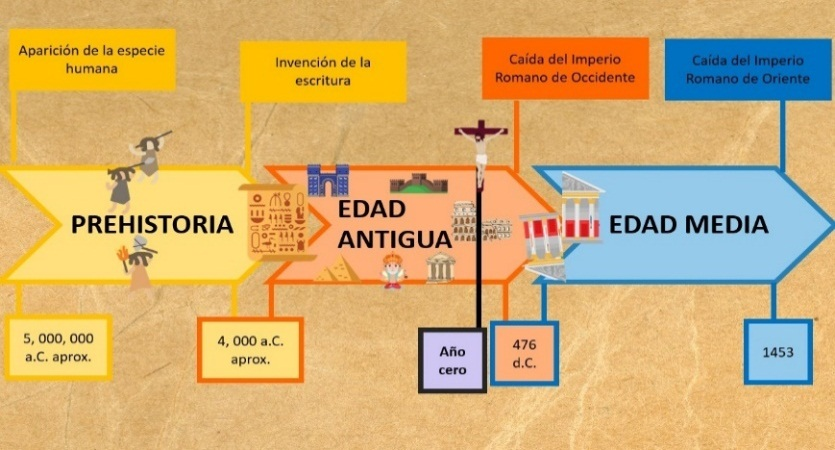 Aparición de la especie
humana
Invención de la
escritura
Caída del Imperio
Romano de Occidente
Caída del Imperio
Romano de Oriente
PREHISTORIA
EDAD
ANTIGUA
EDAD MEDIA
5, 000, 000
a.C. aprox.
4, 000 a.C.
aprox.
Año
cero
476
d.C.
1453